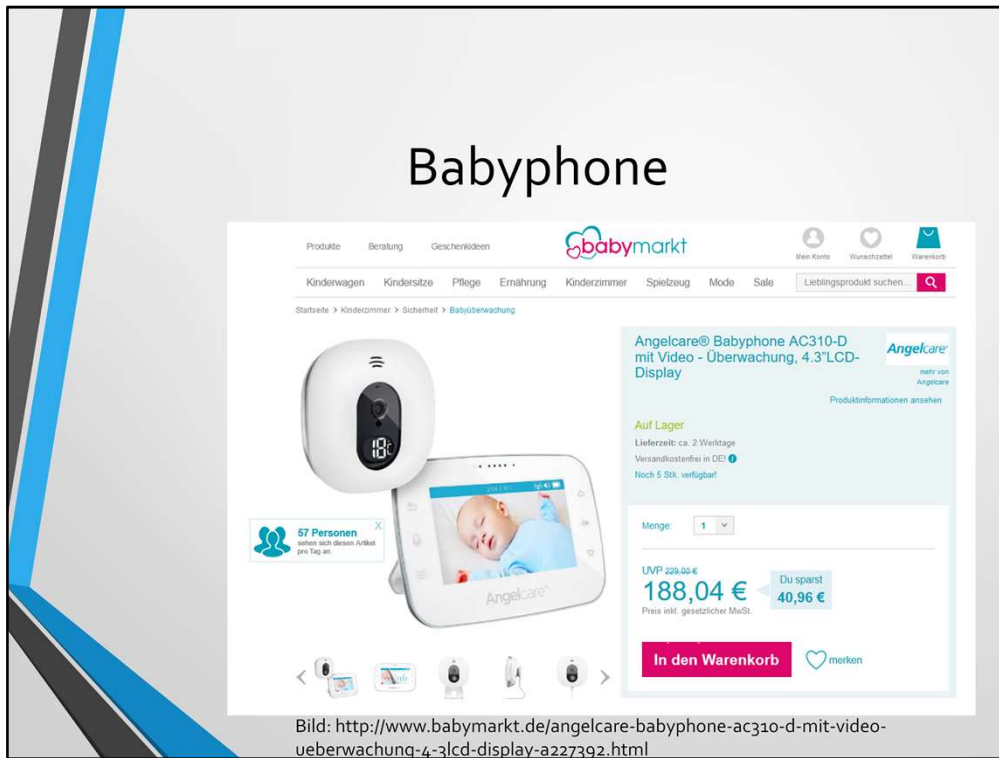 Babyphone
Produkte Beratung Geschenkideen
babymarkt
Mein Konto Wunschzettel Warenkorb
Kinderwagen Kindersitze Pflege Ernährung Kinderzimmer Spielzeug Mode Sale
Lieblingsprodukt suchen...
Startseite > Kinderzimmer > Sicherheit > Babyüberwachung
Angelcare® Babyphone AC310-D
mit Video - Überwachung, 4.3"LCD-
Display
Angelcare®
mehr von
Angelcare
Produktinformationen ansehen
Auf Lager
Lieferzeit: ca. 2 Werktage
Versandkostenfrei in DE!
Noch 5 Stk. verfügbar!
18c
Angelcare®
57 Personen X
sehen sich diesen Artikel
pro Tag an.
Menge: 1
UVP 229,00 €
188,04 €
Preis inkl. gesetzlicher MwSt.
Du sparst
40,96 €
In den Warenkorb
merken
Bild: http://www.babymarkt.de/angelcare-babyphone-ac310-d-mit-video-
ueberwachung-4-3lcd-display-a227392.html